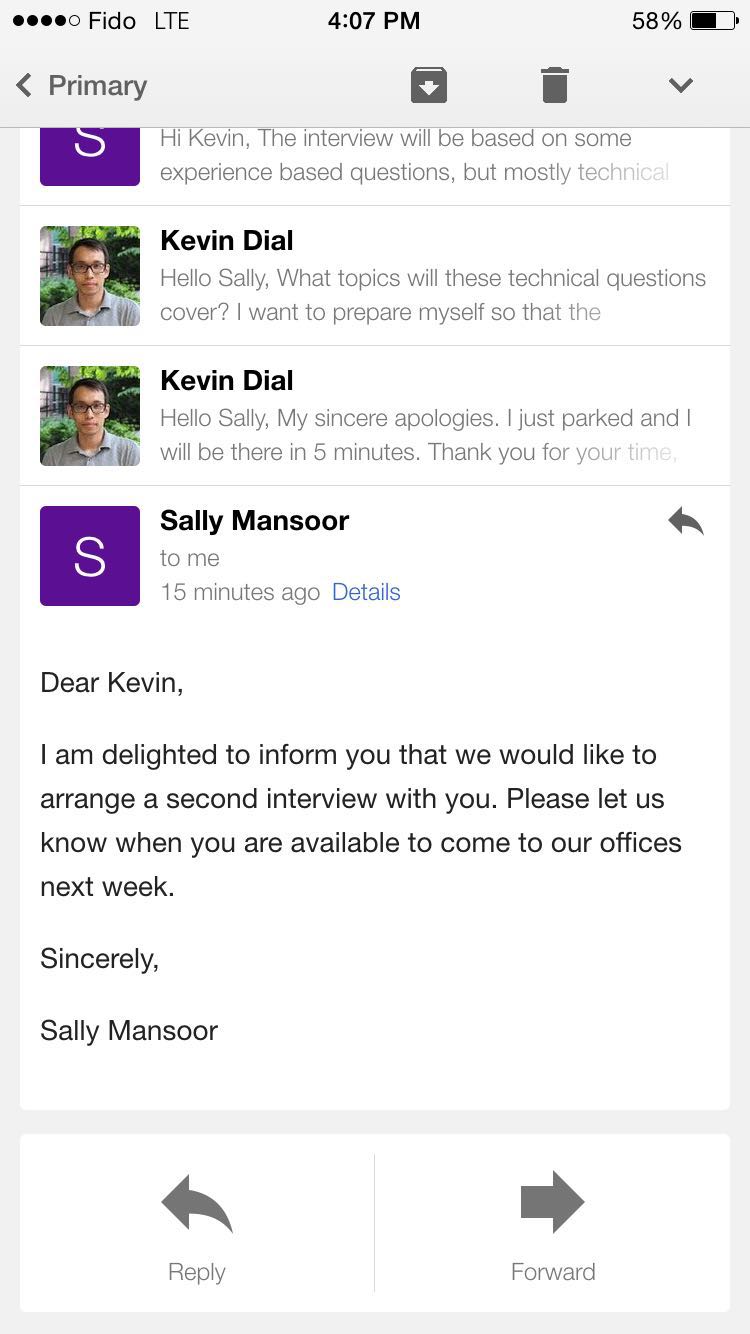 Fido LTE 4:07 PM 58%
Primary
S
Hi Kevin, The interview will be based on some
experience based questions, but mostly technical
Kevin Dial
Hello Sally, What topics will these technical questions
cover? I want to prepare myself so that the
Kevin Dial
Hello Sally, My sincere apologies. I just parked and I
will be there in 5 minutes. Thank you for your time,
S
Sally Mansoor
to me
15 minutes ago Details
Dear Kevin,
I am delighted to inform you that we would like to
arrange a second interview with you. Please let us
know when you are available to come to our offices
next week.
Sincerely,
Sally Mansoor
Reply Forward